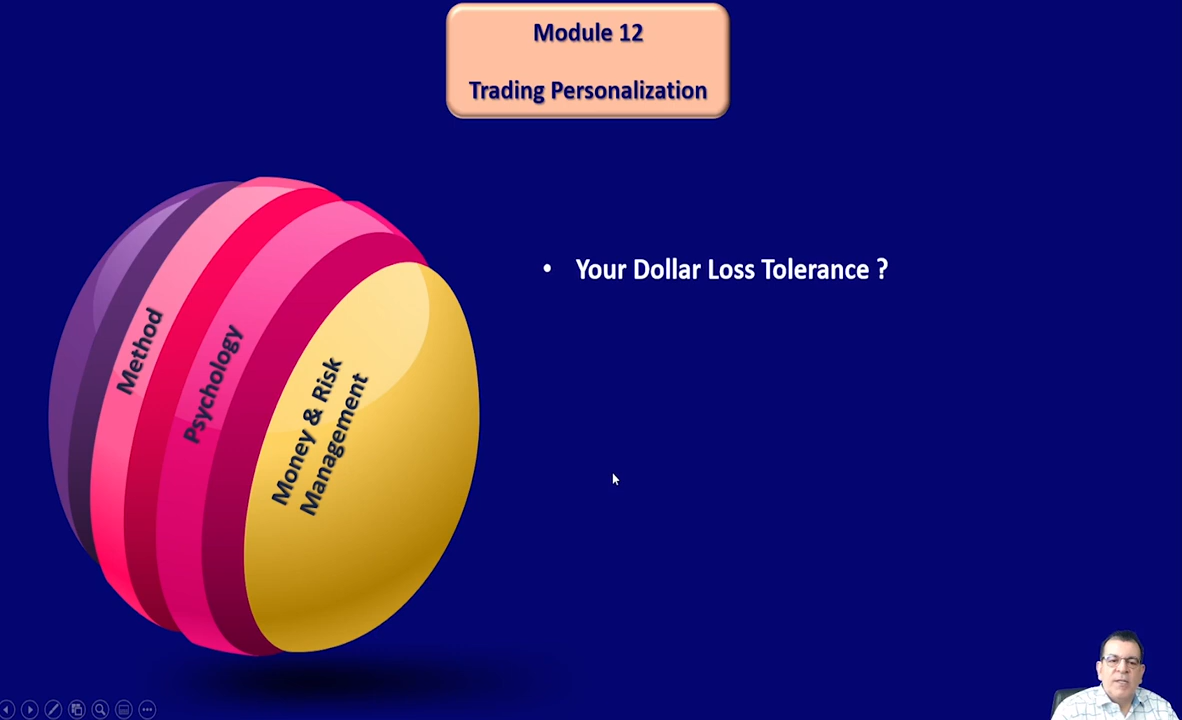 Module 12
Trading Personalization
Method
Psychology
Money & Risk
Management
• Your Dollar Loss Tolerance ?